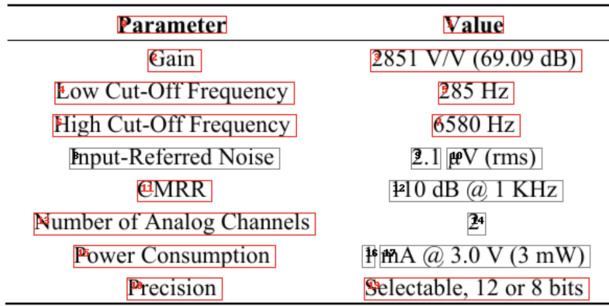 Parameter Value
Gain 2851 V/V (69.09 dB)
Low Cut-Off Frequency 285 Hz
High Cut-Off Frequency 6580 Hz
Input-Referred Noise 2.1 μV (rms)
CMRR 110 dB @ 1 KHz
Number of Analog Channels 2
Power Consumption 1 mA @ 3.0 V (3 mW)
Precision Selectable, 12 or 8 bits